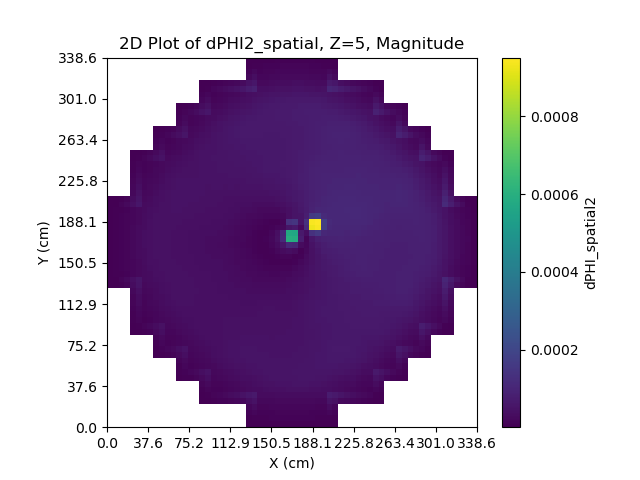 2D Plot of dPHI2_spatial, Z=5, Magnitude
338.6
301.0
263.4
225.8
188.1
150.5
112.9
75.2
37.6
0.0
Y (cm)
0.0 37.6 75.2 112.9 150.5 188.1 225.8 263.4 301.0 338.6
X (cm)
0.0008
0.0006
0.0004
0.0002
dPHI_spatial2